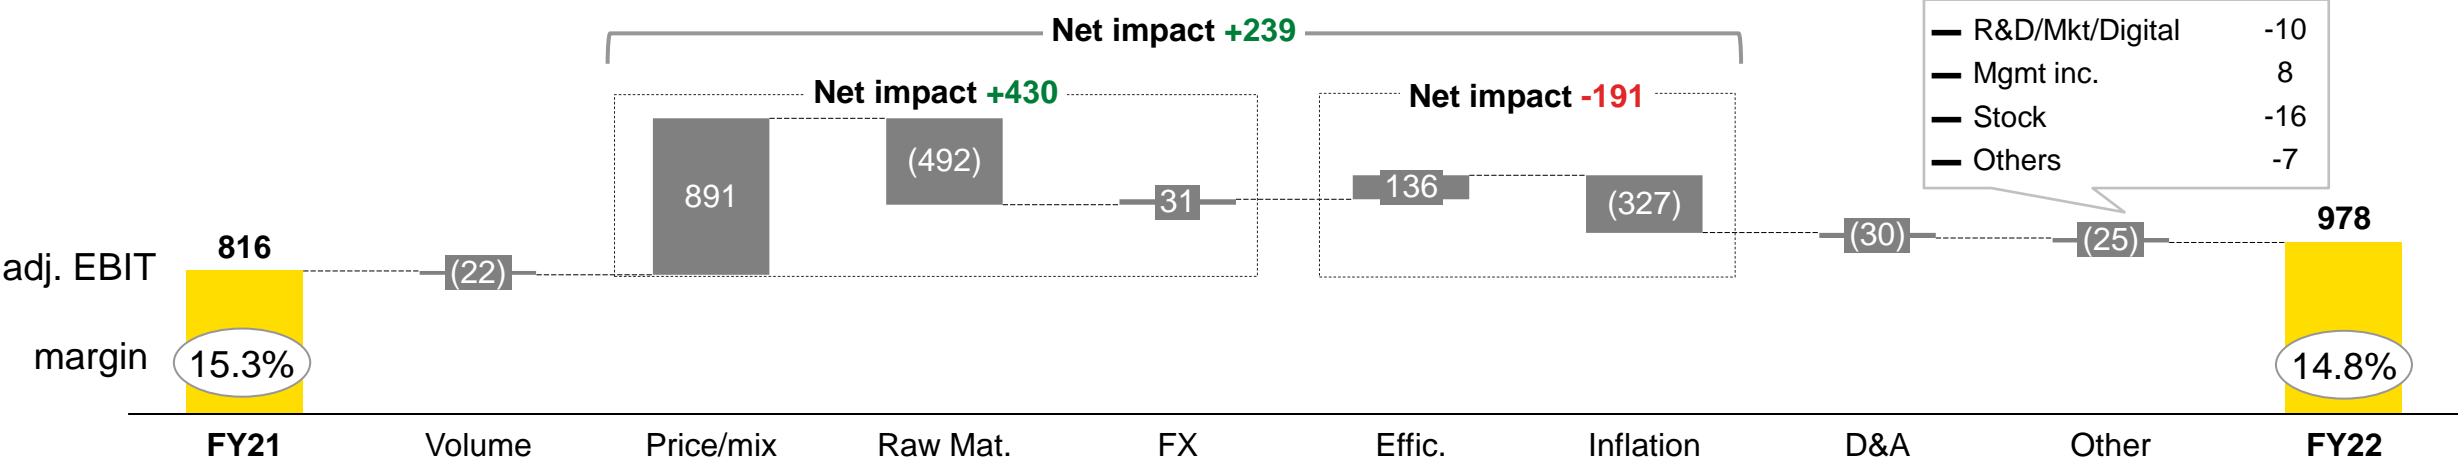 Net impact +239
Net impact +430
Net impact -191
R&D/Mkt/Digital -10
Mgmt inc. 8
Stock -16
Others -7
adj. EBIT
margin
816
(22)
891
(492)
31
136
(327)
(30)
(25)
978
15.3%
14.8%
FY21 Volume Price/mix Raw Mat. FX Effic. Inflation D&A Other FY22